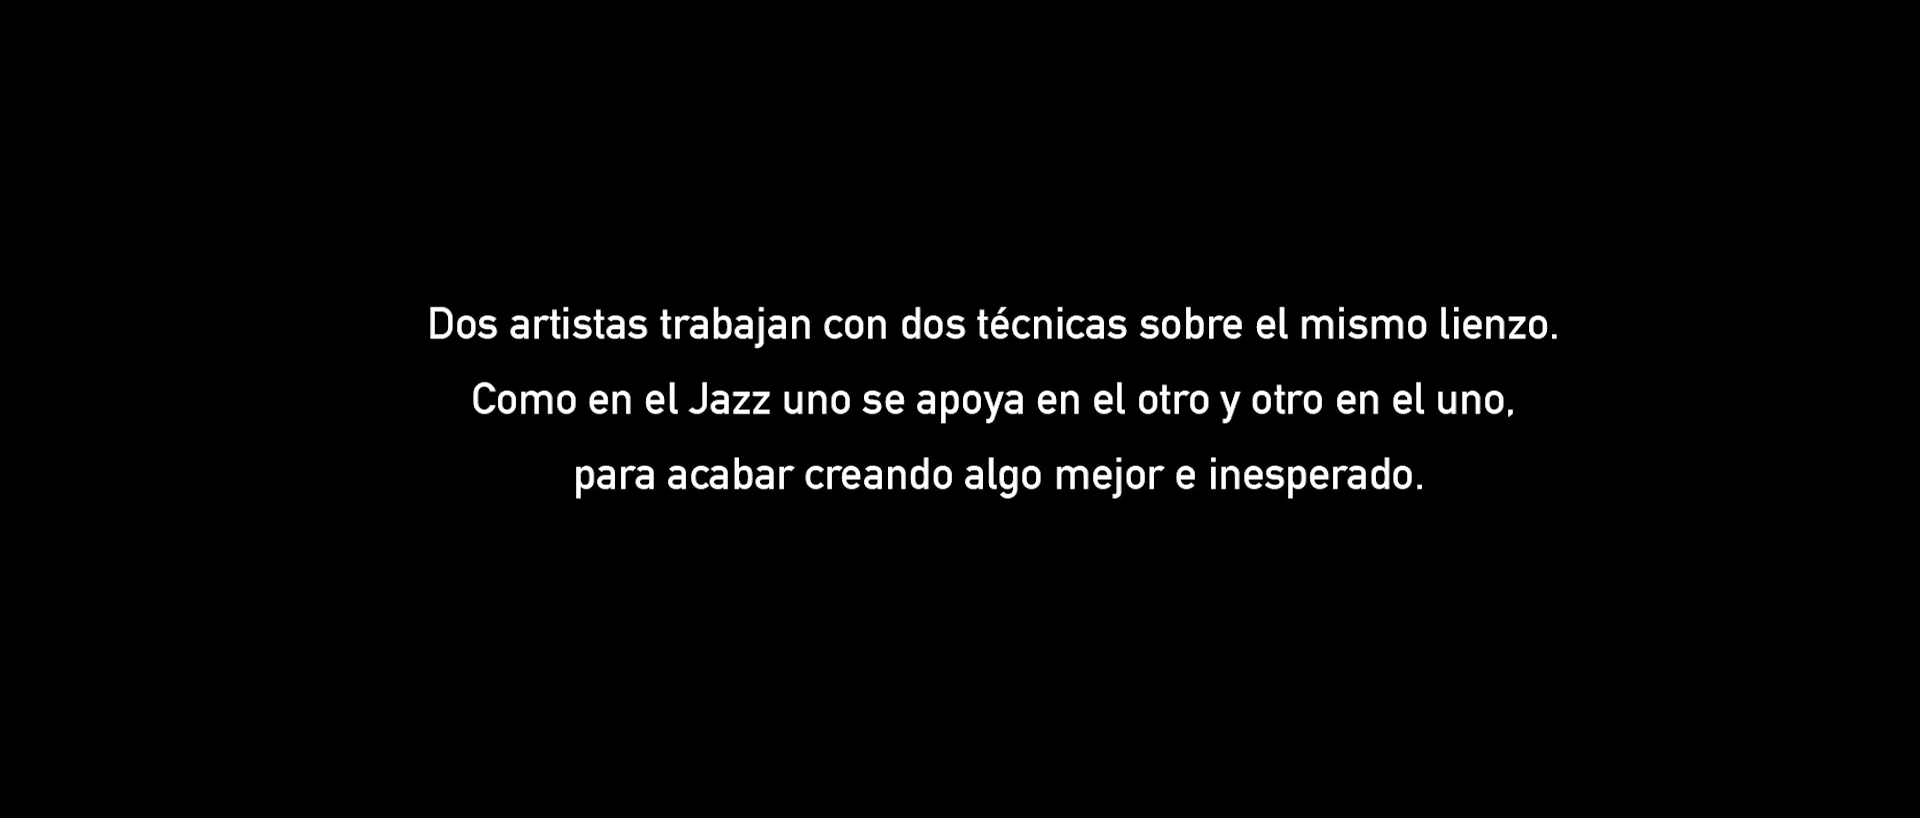 Dos artistas trabajan con dos técnicas sobre el mismo lienzo.
Como en el Jazz uno se apoya en el otro y otro en el uno,
para acabar creando algo mejor e inesperado.